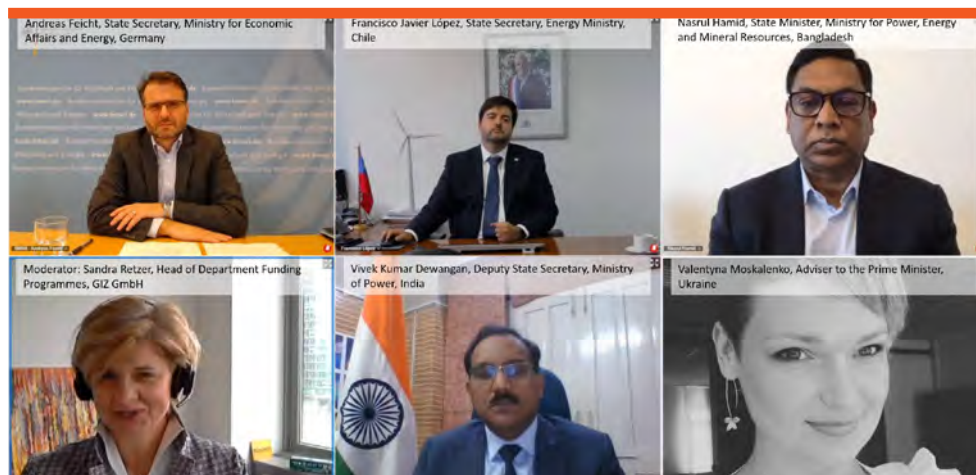 Andreas Feicht, State Secretary, Ministry for Economic
Affairs and Energy, Germany
Francisco Javier López, State Secretary, Energy Ministry,
Chile
Nasrul Hamid, State Minister, Ministry for Power, Energy
and Mineral Resources, Bangladesh
Moderator: Sandra Retzer, Head of Department Funding
Programmes, GIZ GmbH
Vivek Kumar Dewangan, Deputy State Secretary, Ministry
of Power, India
Valentyna Moskalenko, Adviser to the Prime Minister,
Ukraine